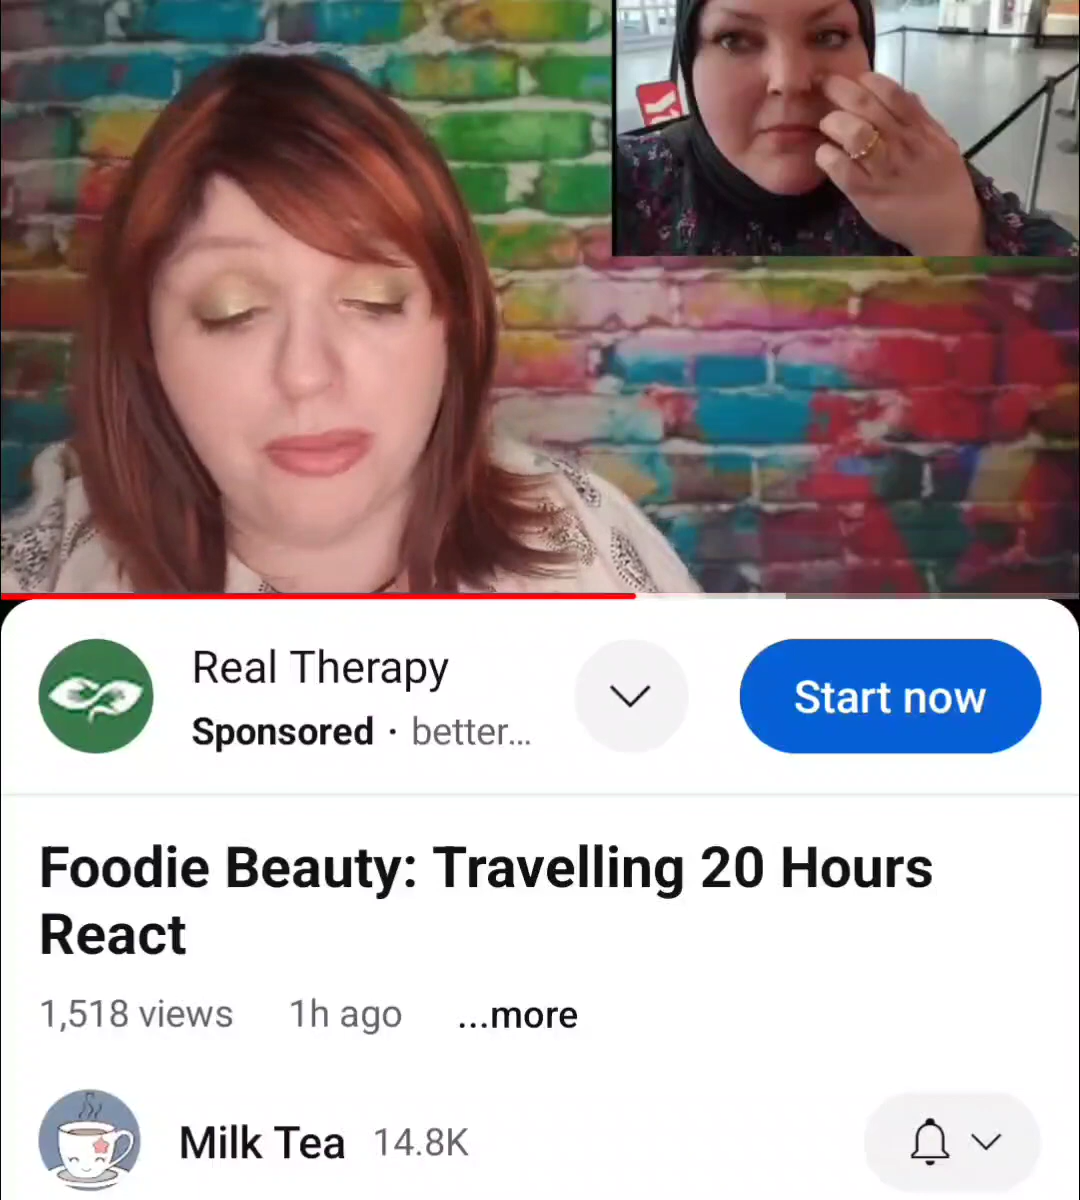 Real Therapy
Sponsored · better...
Start now
Foodie Beauty: Travelling 20 Hours
React
1,518 views 1h ago ...more
Milk Tea 14.8K